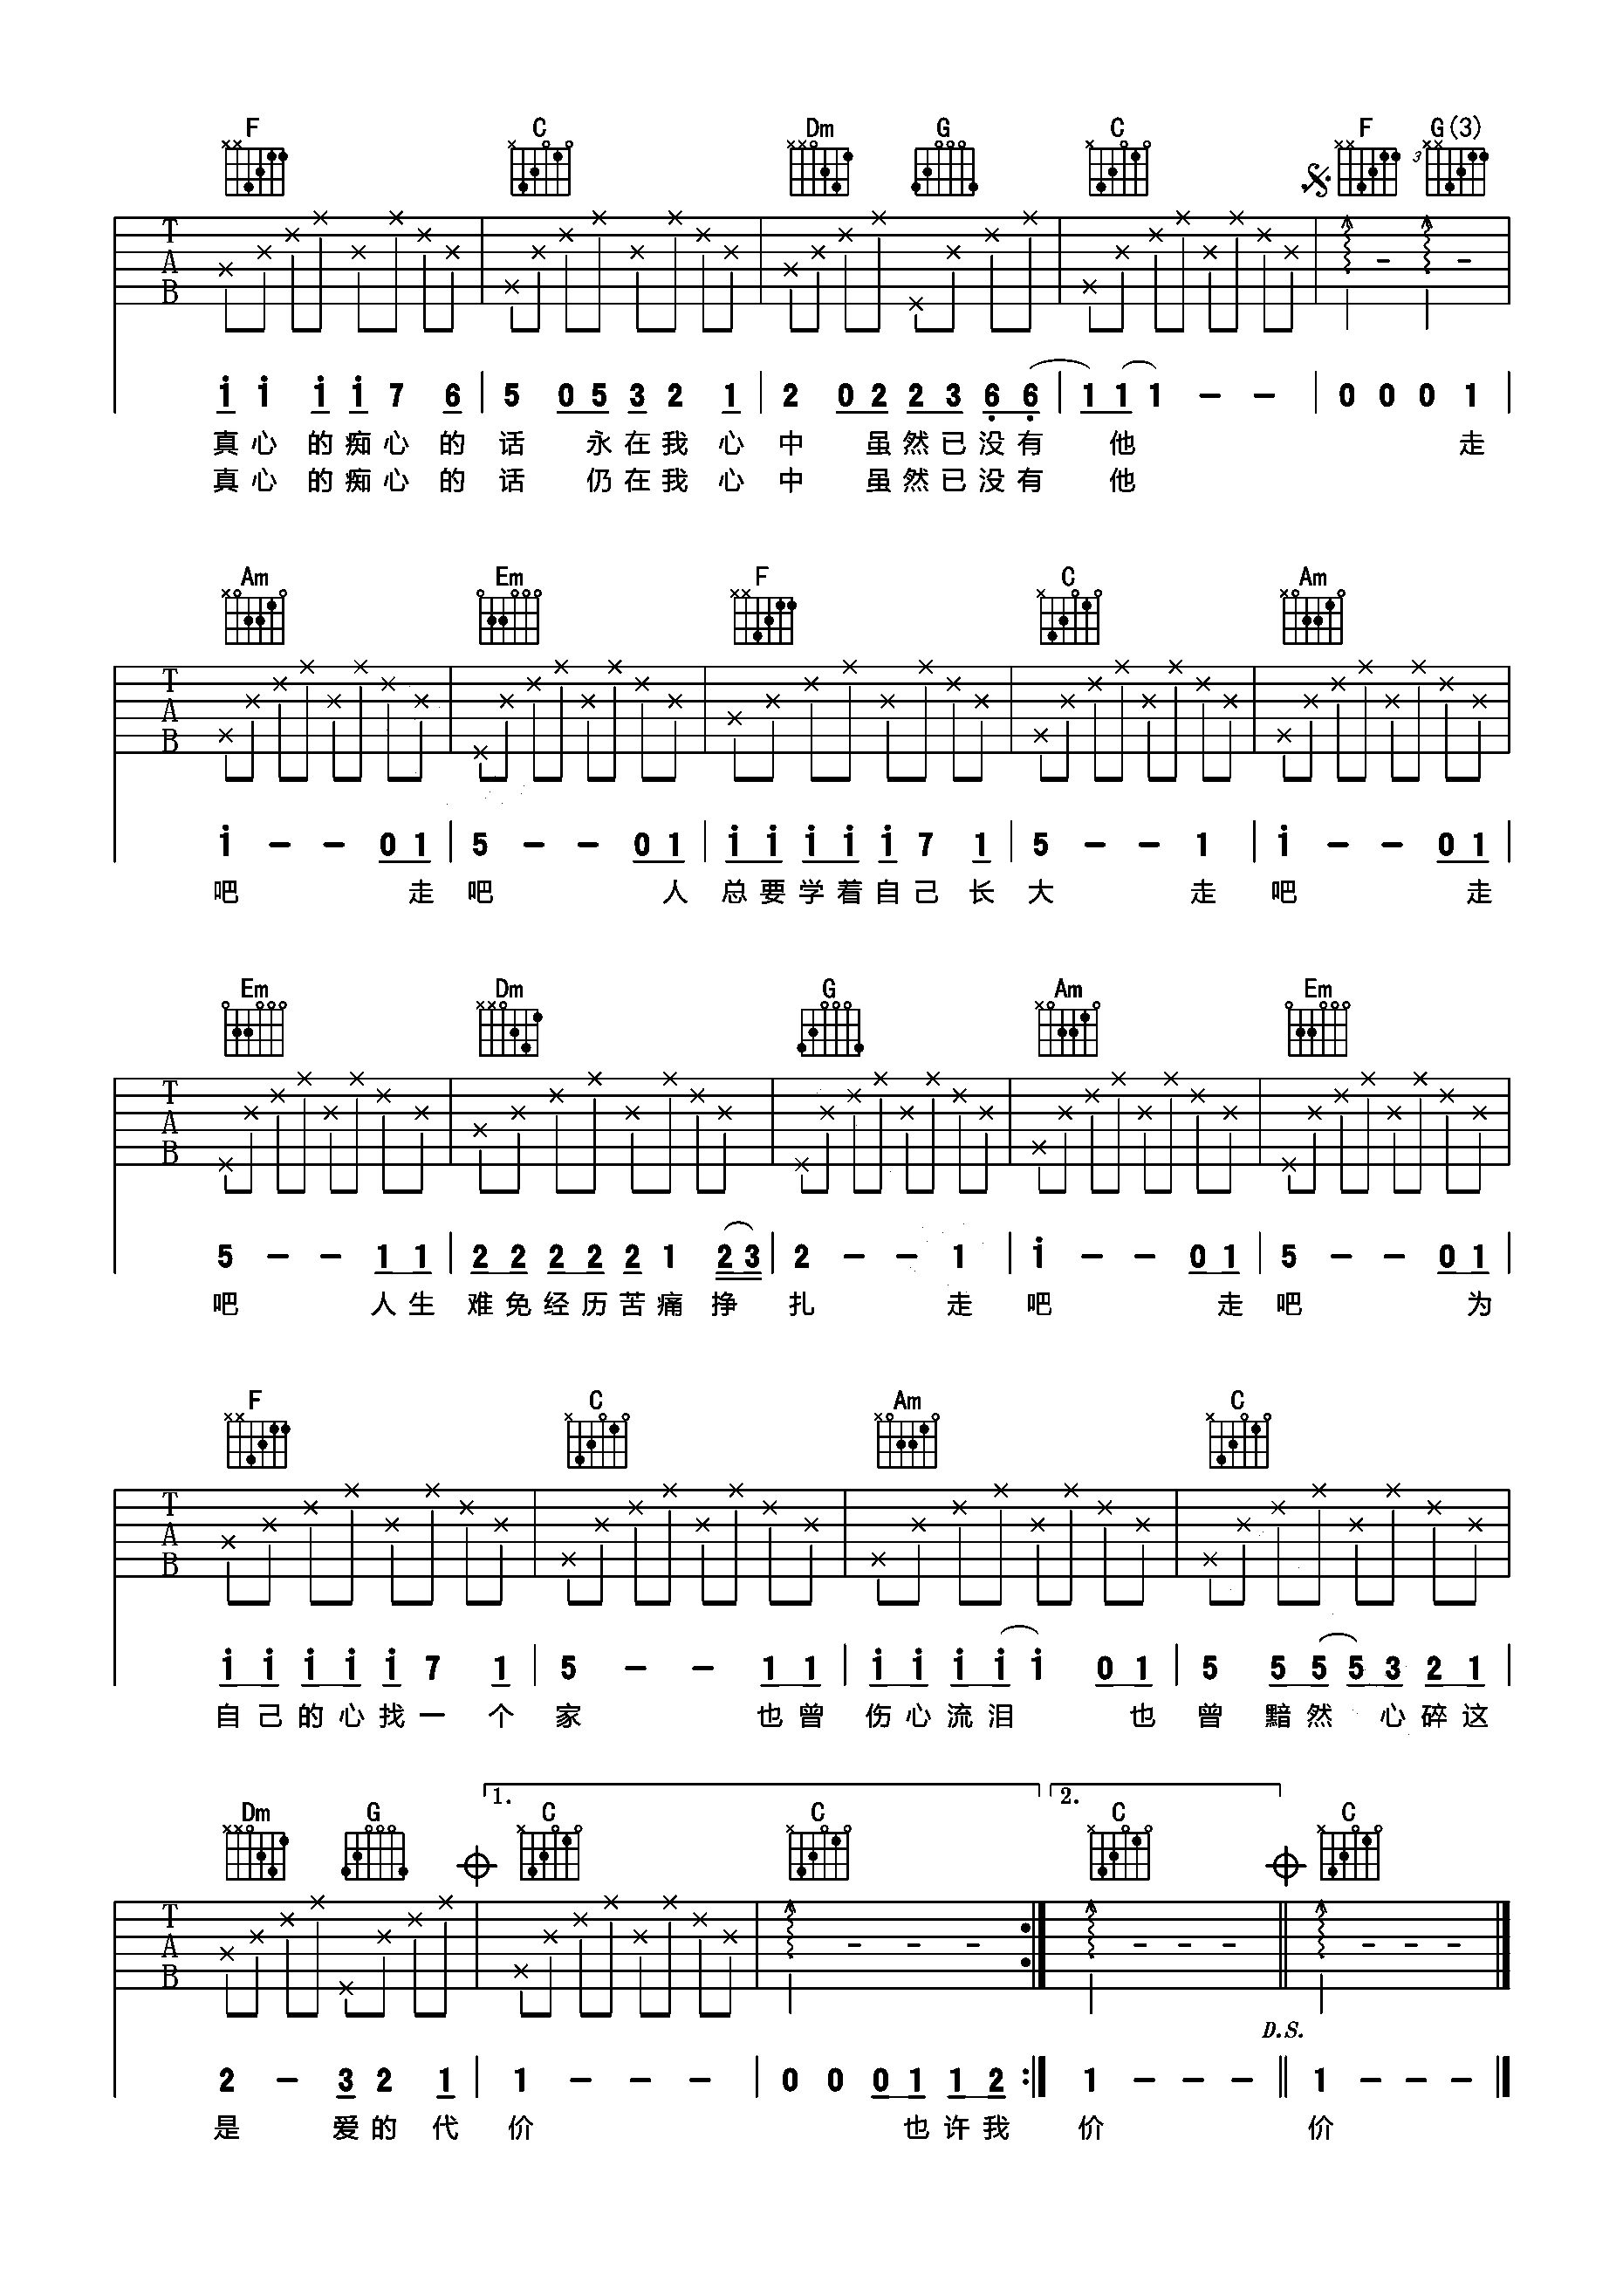 F C Dm G C F G(3)
3
T A B
i i i i 7 6 | 5 0 5 3 2 1 | 2 0 2 2 3 6 6 | 1 1 1 - - | 0 0 0 1 |
真心的痴心的话 永在我心中 虽然已没有 他 走
真心的痴心的话 仍在我心中 虽然已没有 他
Am Em F C Am
T A B
i - - 0 1 | 5 - - 0 1 | i i i i i 7 1 | 5 - - 1 | i - - 0 1 |
吧 走吧 人总要学着自己长大 走吧 走
Em Dm G Am Em
T A B
5 - - 1 1 | 2 2 2 2 2 1 2 3 | 2 - - 1 | i - - 0 1 | 5 - - 0 1 |
吧 人生难免经历苦痛挣扎 走吧 走吧 为
F C Am C
T A B
i i i i i 7 1 | 5 - - 1 1 | i i i i i 0 1 | 5 5 5 5 3 2 1 |
自己的心找一个家 也曾伤心流泪 也曾黯然 心碎这
1. 2.
Dm G C C C C
T A B
D.S.
2 - 3 2 1 | 1 - - - | 0 0 0 1 1 2 :| 1 - - - || 1 - - - ||
是 爱的代价 也许我价 价